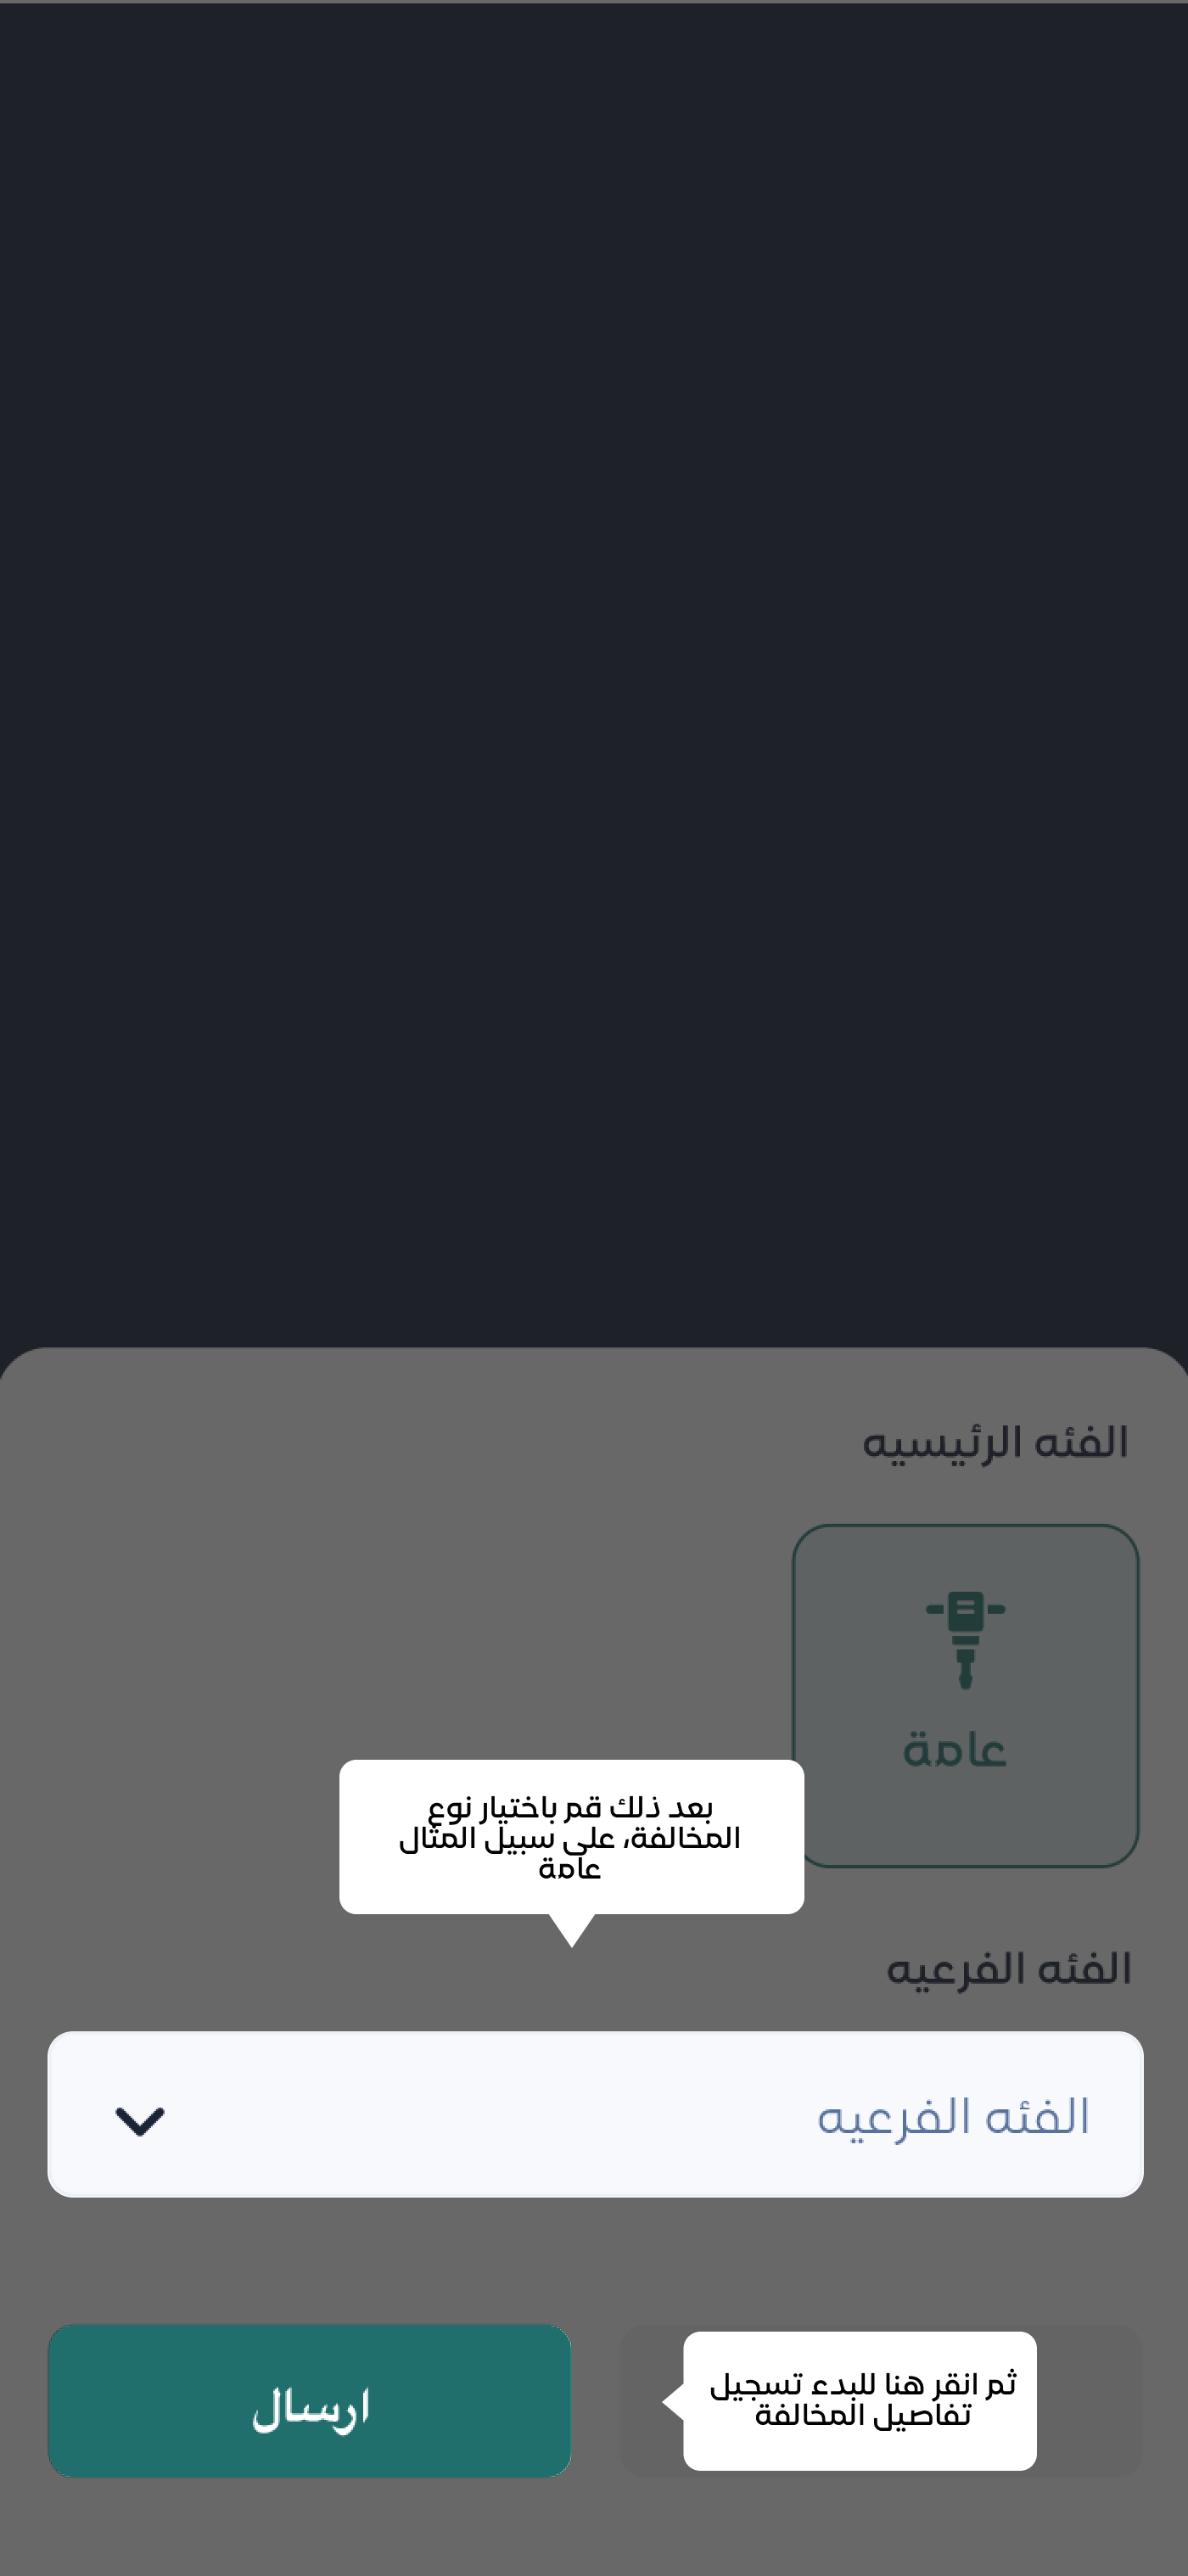 الفئه الرئيسيه
عامة
بعد ذلك قم باختيار نوع
المخالفة، على سبيل المثال
عامة
الفئه الفرعيه
الفئه الفرعيه
ثم انقر هنا للبدء تسجيل
تفاصيل المخالفة
ارسال